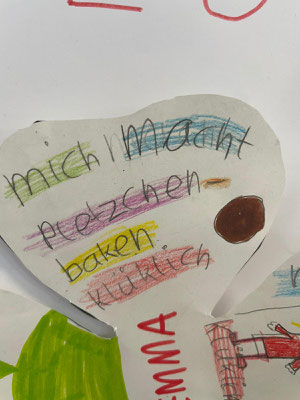 mich macht
pletzchen-
baken
klüklich
EMMA